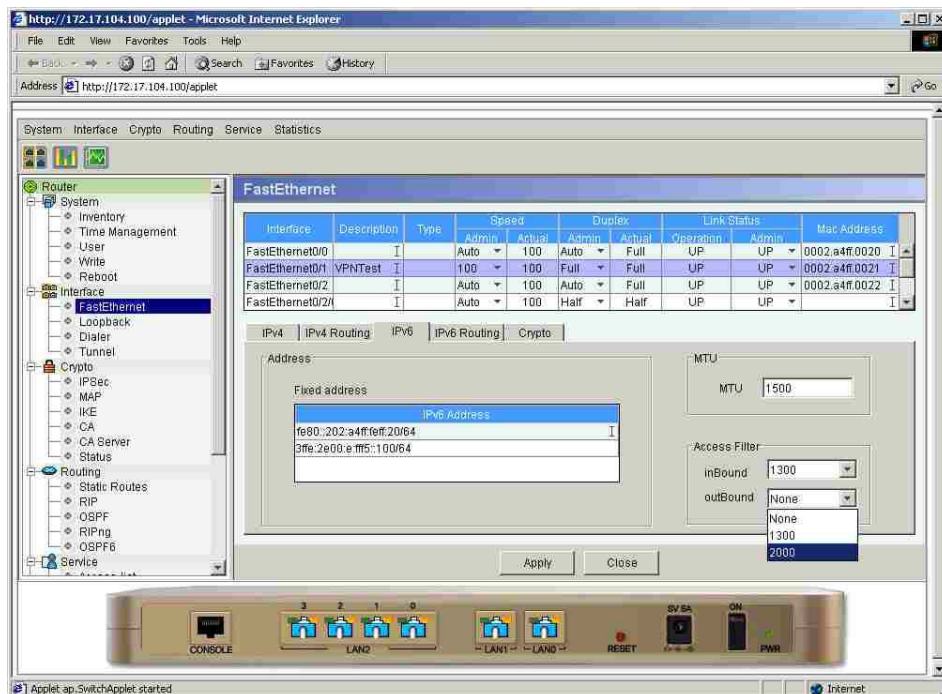 http://172.17.104.100/applet - Microsoft Internet Explorer
File Edit View Favorites Tools Help
Back Search Favorites History
Address http://172.17.104.100/applet Go
System Interface Crypto Routing Service Statistics
Router
System
Inventory
Time Management
User
Write
Reboot
Interface
FastEthernet
Loopback
Dialer
Tunnel
Crypto
IPSec
MAP
IKE
CA
CA Server
Status
Routing
Static Routes
RIP
OSPF
RIPng
OSPF6
Service
FastEthernet
Interface Description Type Speed Duplex Link Status Mac Address
Admin Actual Admin Actual Operation Admin
FastEthernet0/0 Auto 100 Auto Full UP UP 0002.a4ff.0020
FastEthernet0/1 VPNTest 100 100 Full Full UP UP 0002.a4ff.0021
FastEthernet0/2 Auto 100 Auto Full UP UP 0002.a4ff.0022
FastEthernet0/2/ Auto 100 Half Half UP UP
IPv4 IPv4 Routing IPv6 IPv6 Routing Crypto
Address
Fixed address
IPv6 Address
fe80::202:a4ff:feff:20/64
3ffe:2e00:e:fff5::100/64
MTU
MTU 1500
Access Filter
inBound 1300
outBound None
None
1300
2000
Apply Close
CONSOLE
3 2 1 0
LAN2
LAN1 LAN0
RESET
5V 5A
ON
PWR
Applet ap.SwitchApplet started Internet